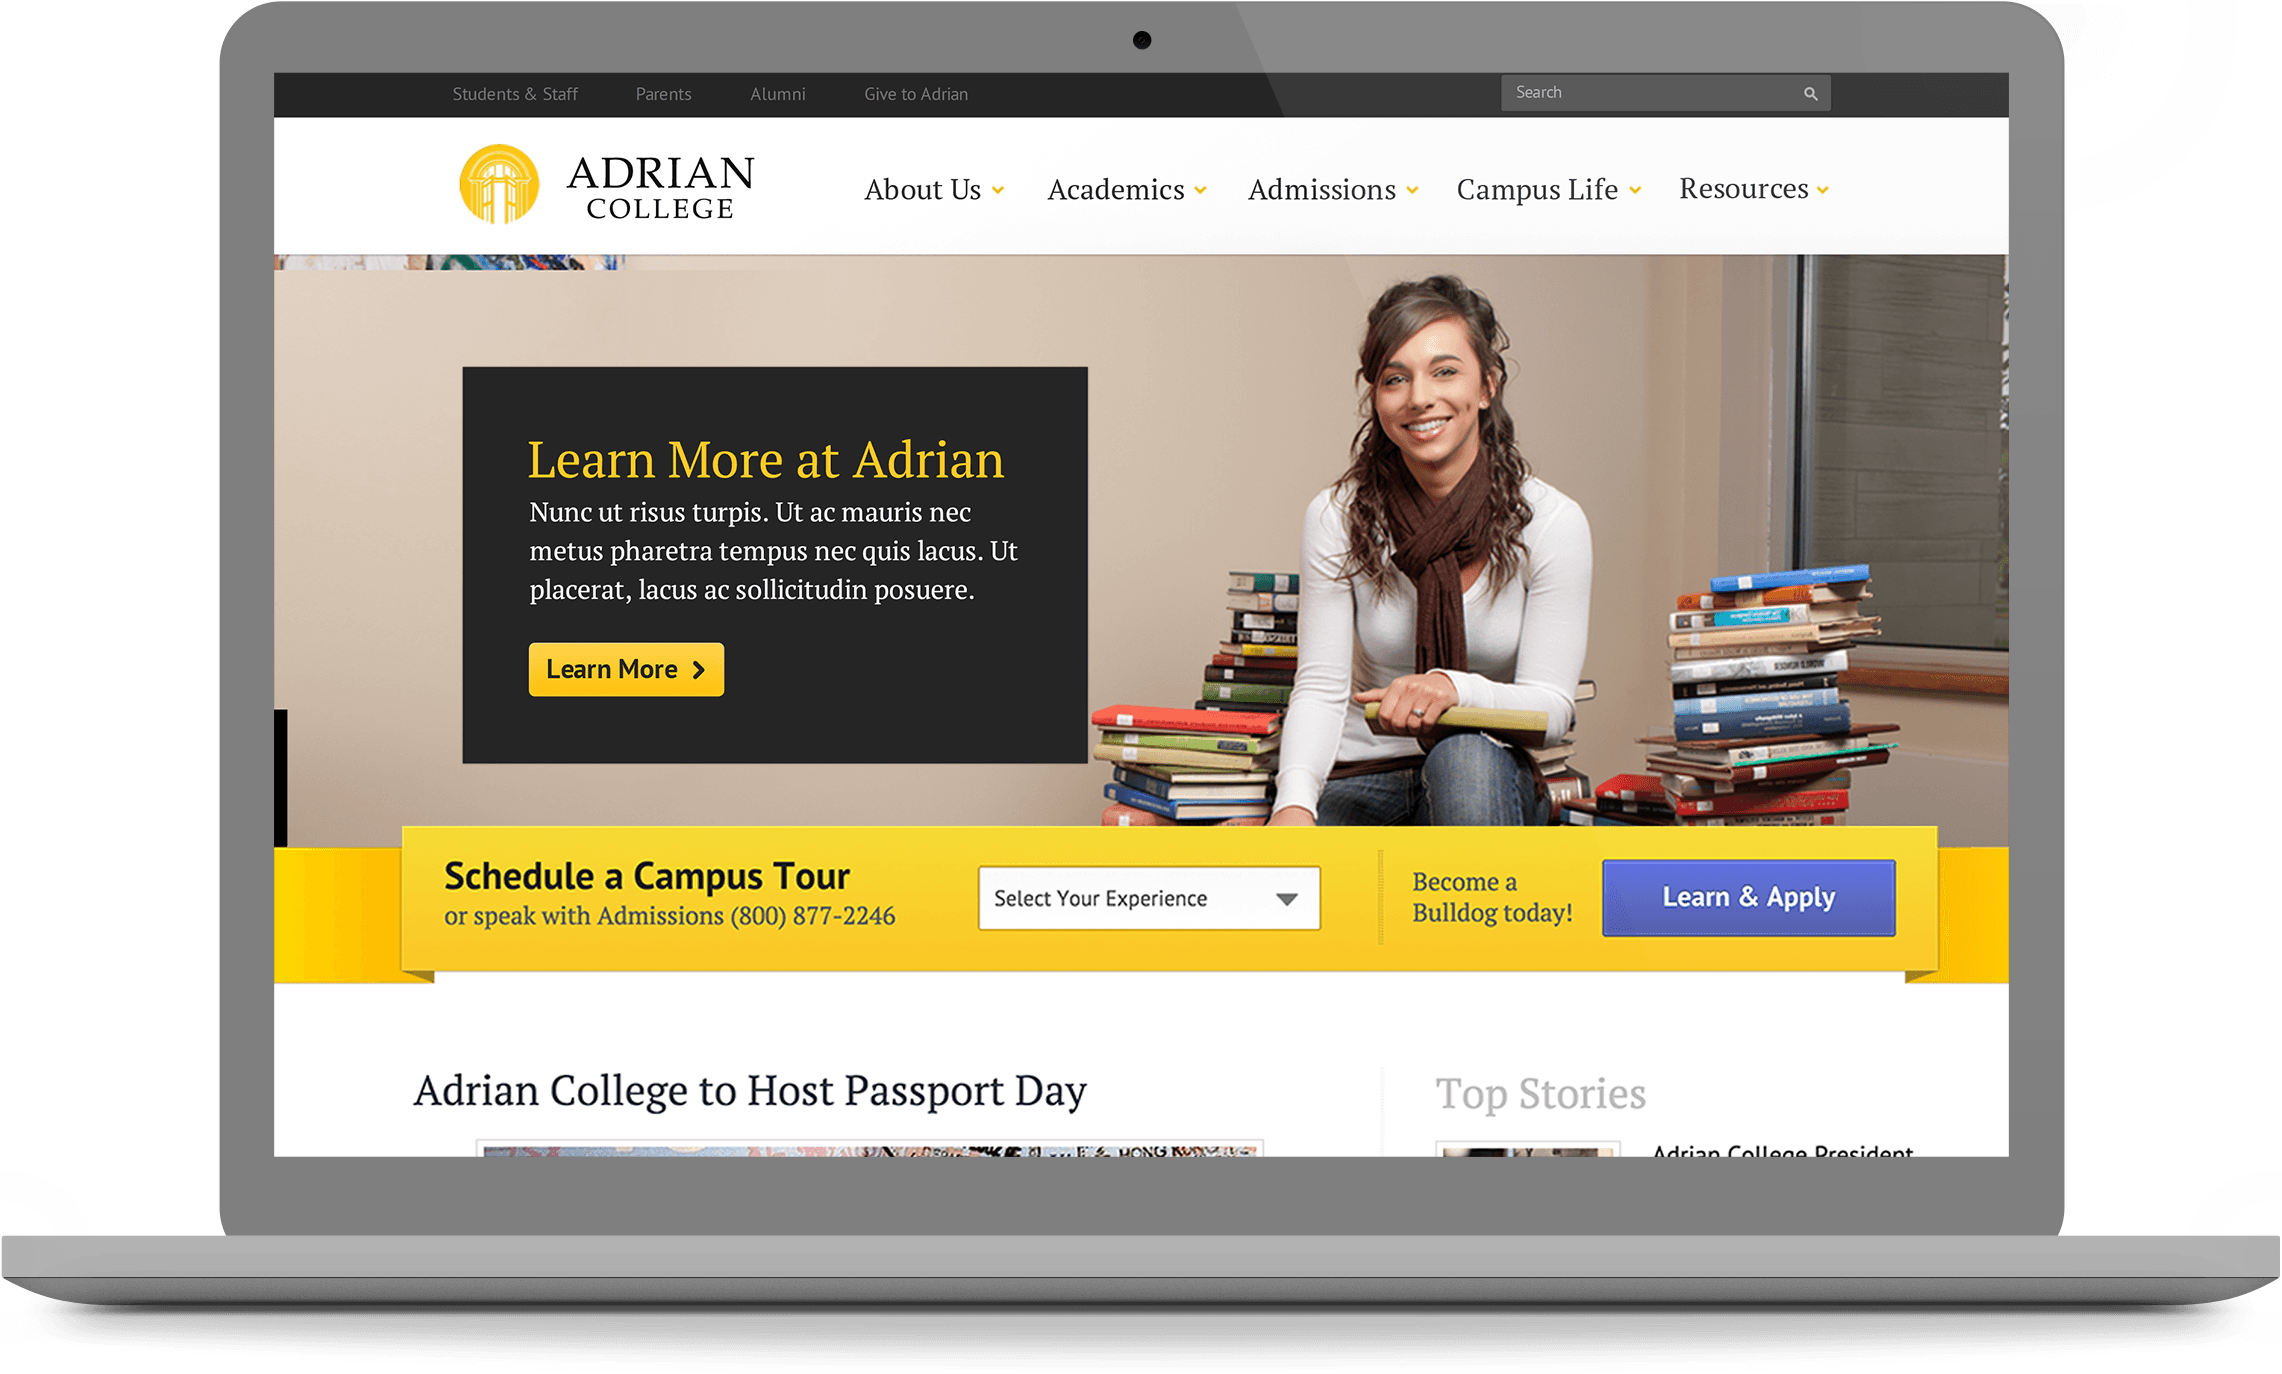 Students & Staff
Parents
Alumni
Give to Adrian
Search
ADRIAN
COLLEGE
About Us
Academics
Admissions
Campus Life
Resources
Learn More at Adrian
Nunc ut risus turpis. Ut ac mauris nec
metus pharetra tempus nec quis lacus. Ut
placerat, lacus ac sollicitudin posuere.
Learn More
Schedule a Campus Tour
or speak with Admissions (800) 877-2246
Select Your Experience
Become a
Bulldog today!
Learn & Apply
Adrian College to Host Passport Day
Top Stories
Adrian College President
HONG KONG